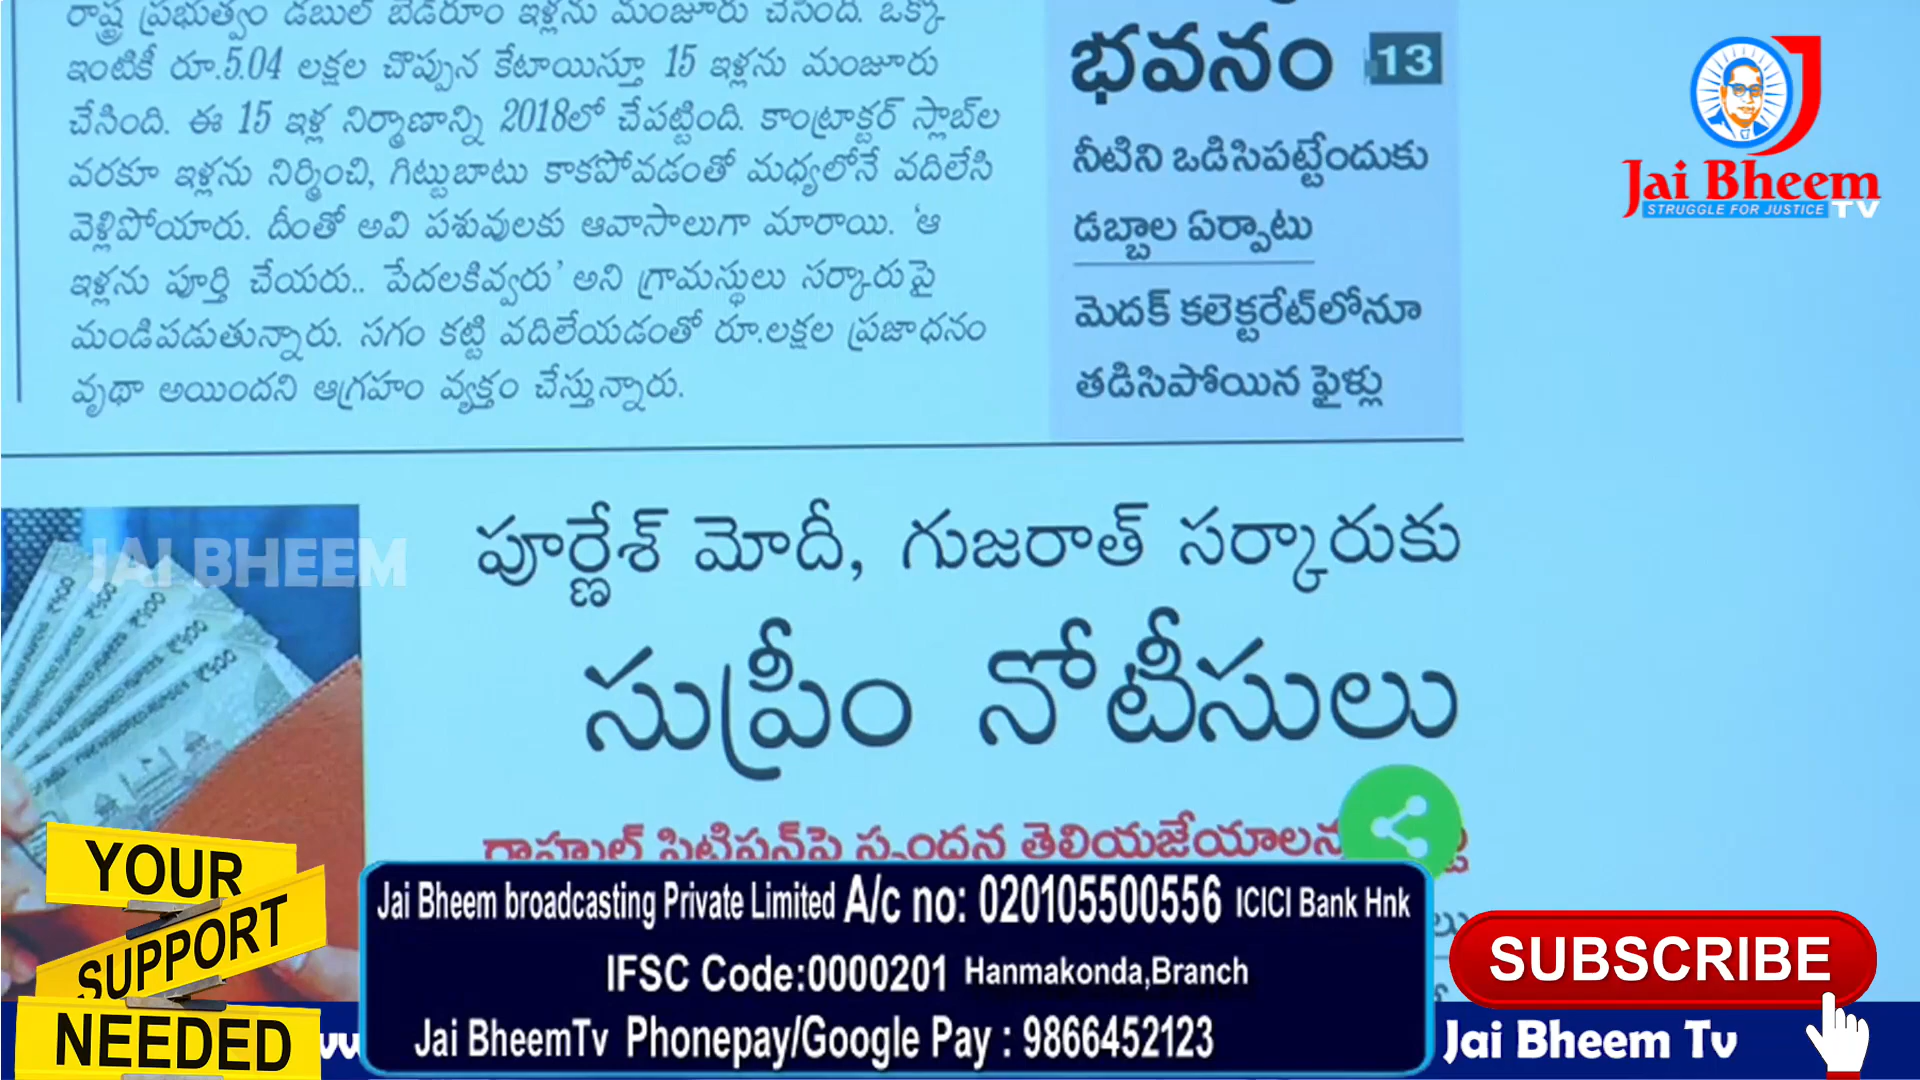 రాష్ట్ర ప్రభుత్వం డబుల్ బెడ్‌రూం ఇళ్లను మంజూరు చేసింది. ఒక్కో
ఇంటికీ రూ.5.04 లక్షల చొప్పున కేటాయిస్తూ 15 ఇళ్లను మంజూరు
చేసింది. ఈ 15 ఇళ్ల నిర్మాణాన్ని 2018లో చేపట్టింది. కాంట్రాక్టర్ స్లాబ్‌ల
వరకూ ఇళ్లను నిర్మించి, గిట్టుబాటు కాకపోవడంతో మధ్యలోనే వదిలేసి
వెళ్లిపోయారు. దీంతో అవి పశువులకు ఆవాసాలుగా మారాయి. 'ఆ
ఇళ్లను పూర్తి చేయరు.. పేదలకివ్వరు' అని గ్రామస్థులు సర్కారుపై
మండిపడుతున్నారు. సగం కట్టి వదిలేయడంతో రూ.లక్షల ప్రజాధనం
వృథా అయిందని ఆగ్రహం వ్యక్తం చేస్తున్నారు.
భవనం 13
నీటిని ఒడిసిపట్టేందుకు
డబ్బాల ఏర్పాటు
మెదక్ కలెక్టరేట్‌లోనూ
తడిసిపోయిన ఫైళ్లు
Jai Bheem
STRUGGLE FOR JUSTICE TV
JAI BHEEM
పూర్ణేశ్ మోదీ, గుజరాత్ సర్కారుకు
సుప్రీం నోటీసులు
రాహుల్ పిటిషన్‌పై స్పందన
YOUR
SUPPORT
NEEDED
Jai Bheem broadcasting Private Limited A/c no: 020105500556 ICICI Bank Hnk
IFSC Code:0000201 Hanmakonda,Branch
Jai BheemTv Phonepay/Google Pay : 9866452123
SUBSCRIBE
Jai Bheem Tv